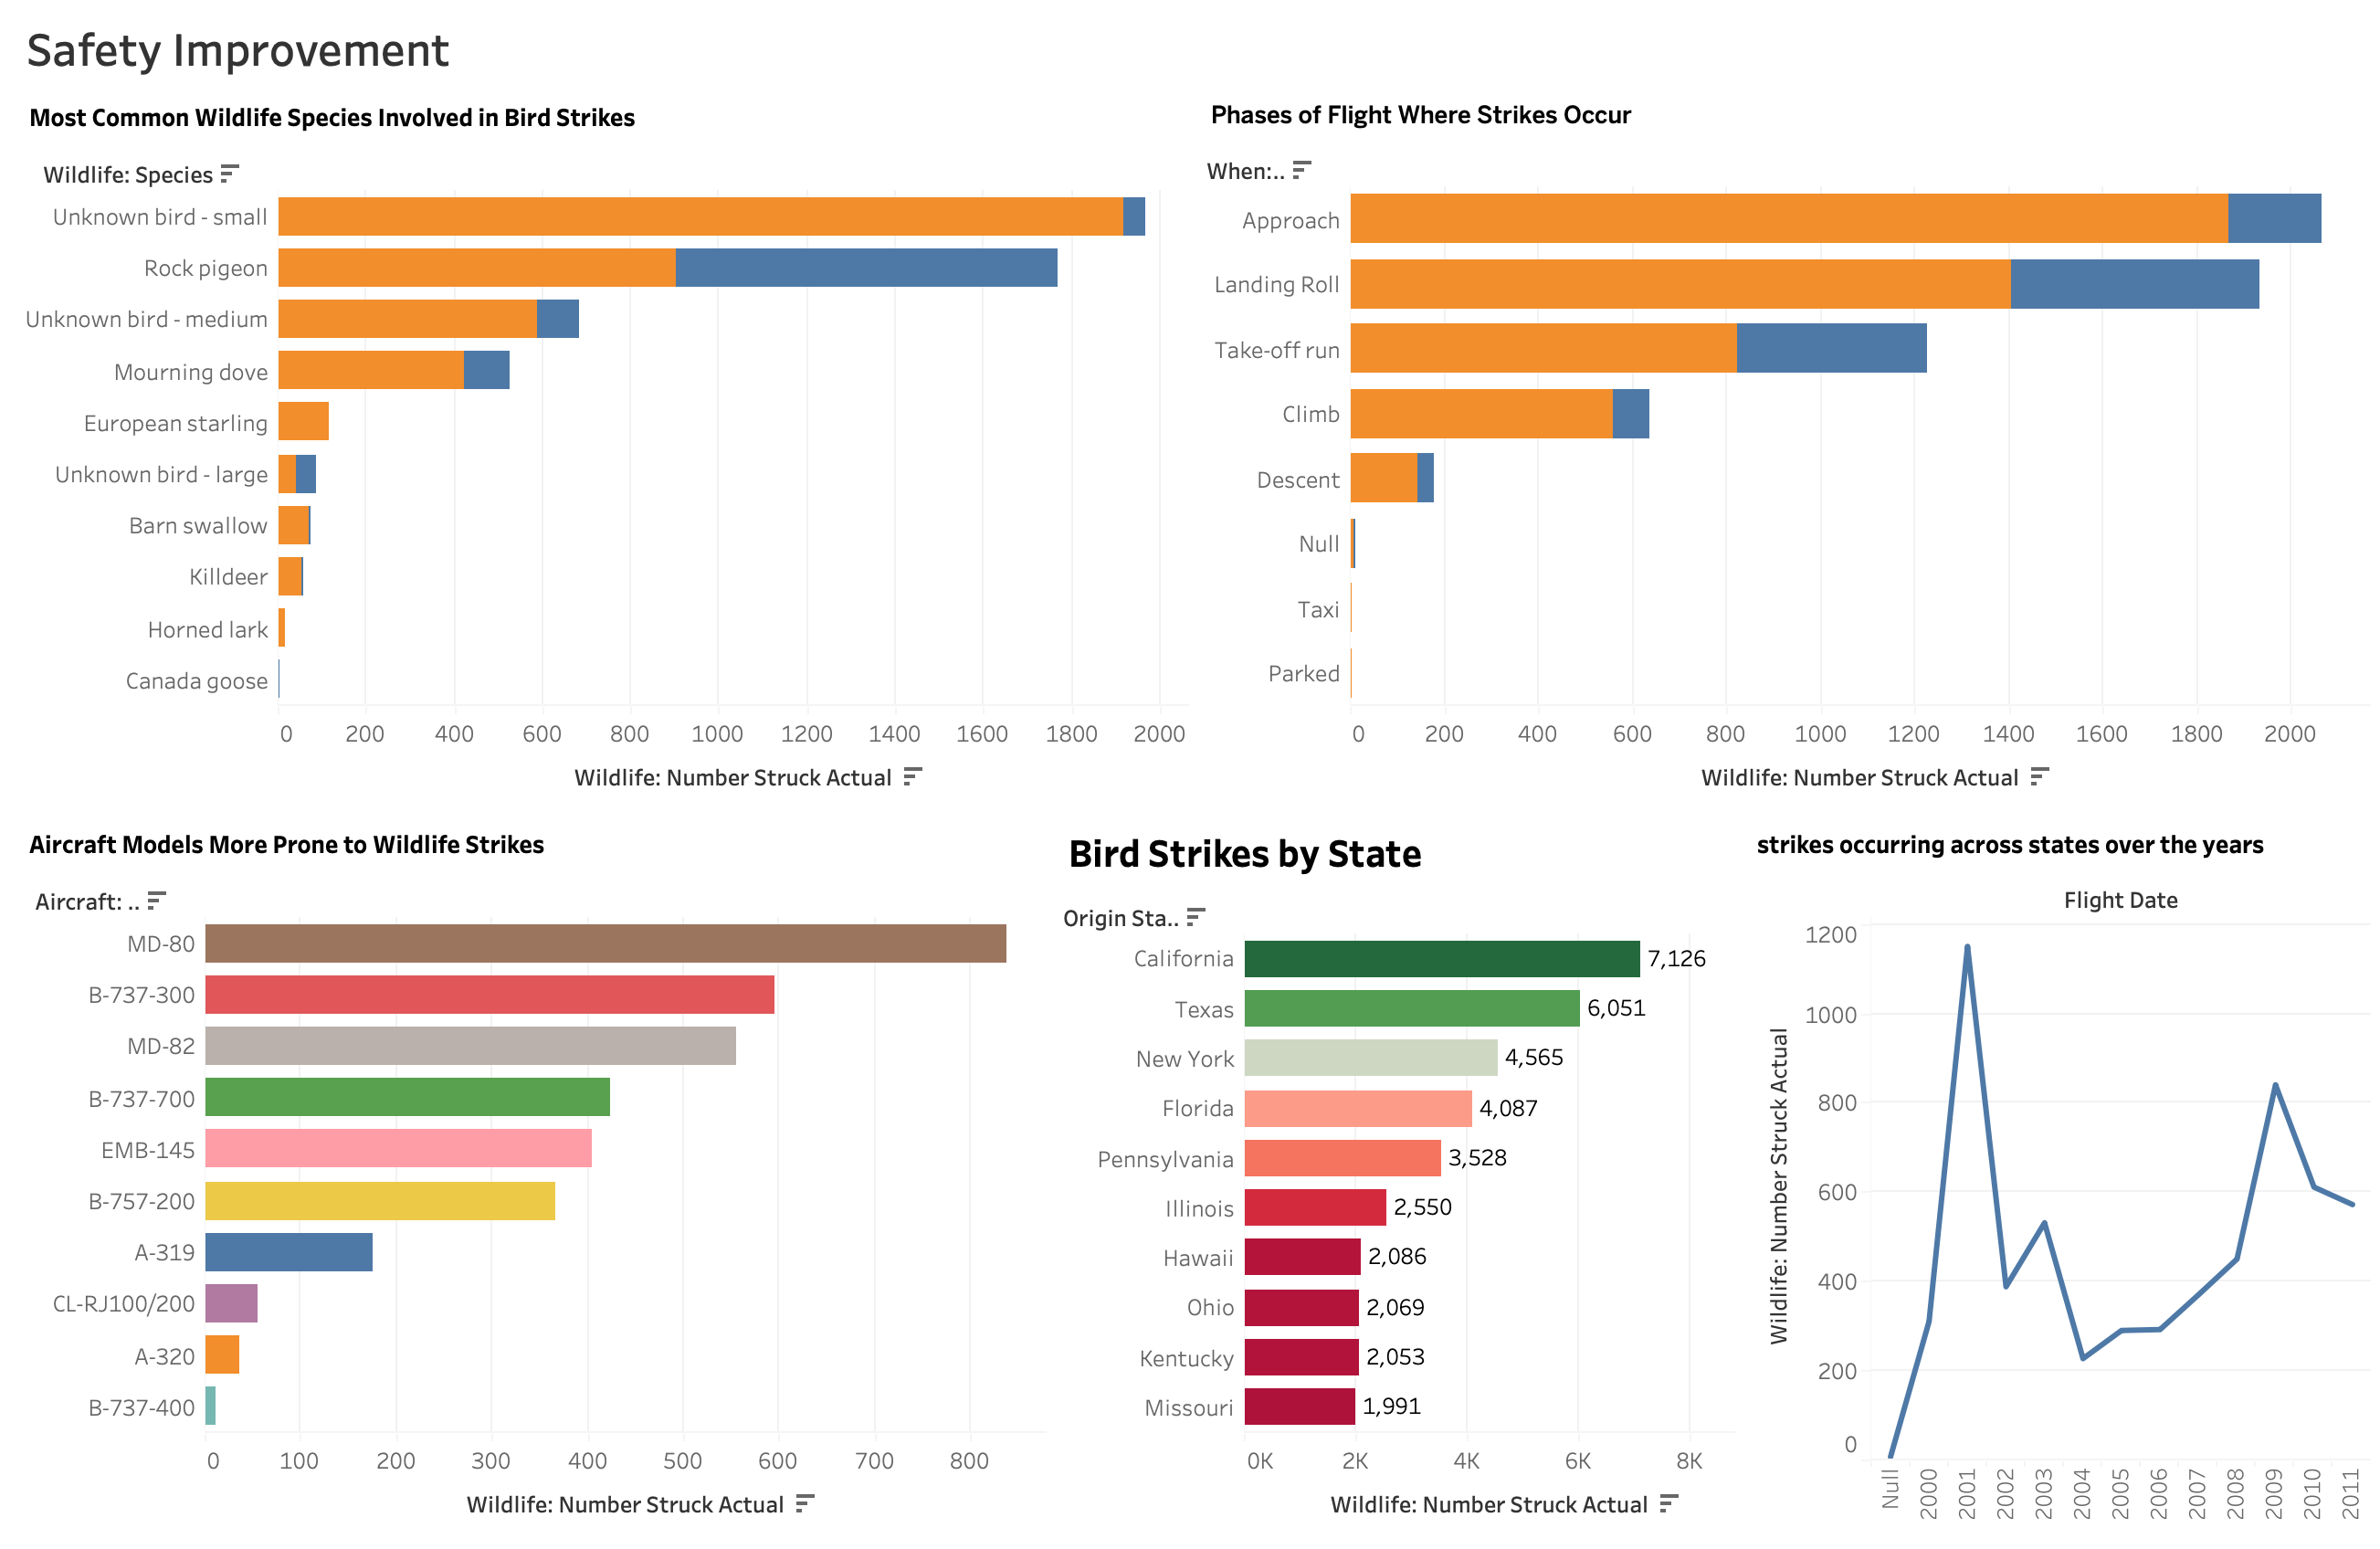 Safety Improvement
Most Common Wildlife Species Involved in Bird Strikes
Wildlife: Species
Unknown bird - small
Rock pigeon
Unknown bird - medium
Mourning dove
European starling
Unknown bird - large
Barn swallow
Killdeer
Horned lark
Canada goose
0 200 400 600 800 1000 1200 1400 1600 1800 2000
Wildlife: Number Struck Actual
Phases of Flight Where Strikes Occur
When:..
Approach
Landing Roll
Take-off run
Climb
Descent
Null
Taxi
Parked
0 200 400 600 800 1000 1200 1400 1600 1800 2000
Wildlife: Number Struck Actual
Aircraft Models More Prone to Wildlife Strikes
Aircraft: ..
MD-80
B-737-300
MD-82
B-737-700
EMB-145
B-757-200
A-319
CL-RJ100/200
A-320
B-737-400
0 100 200 300 400 500 600 700 800
Wildlife: Number Struck Actual
Bird Strikes by State
Origin Sta..
California 7,126
Texas 6,051
New York 4,565
Florida 4,087
Pennsylvania 3,528
Illinois 2,550
Hawaii 2,086
Ohio 2,069
Kentucky 2,053
Missouri 1,991
0K 2K 4K 6K 8K
Wildlife: Number Struck Actual
strikes occurring across states over the years
Flight Date
Wildlife: Number Struck Actual
1200
1000
800
600
400
200
0
Null 2000 2001 2002 2003 2004 2005 2006 2007 2008 2009 2010 2011